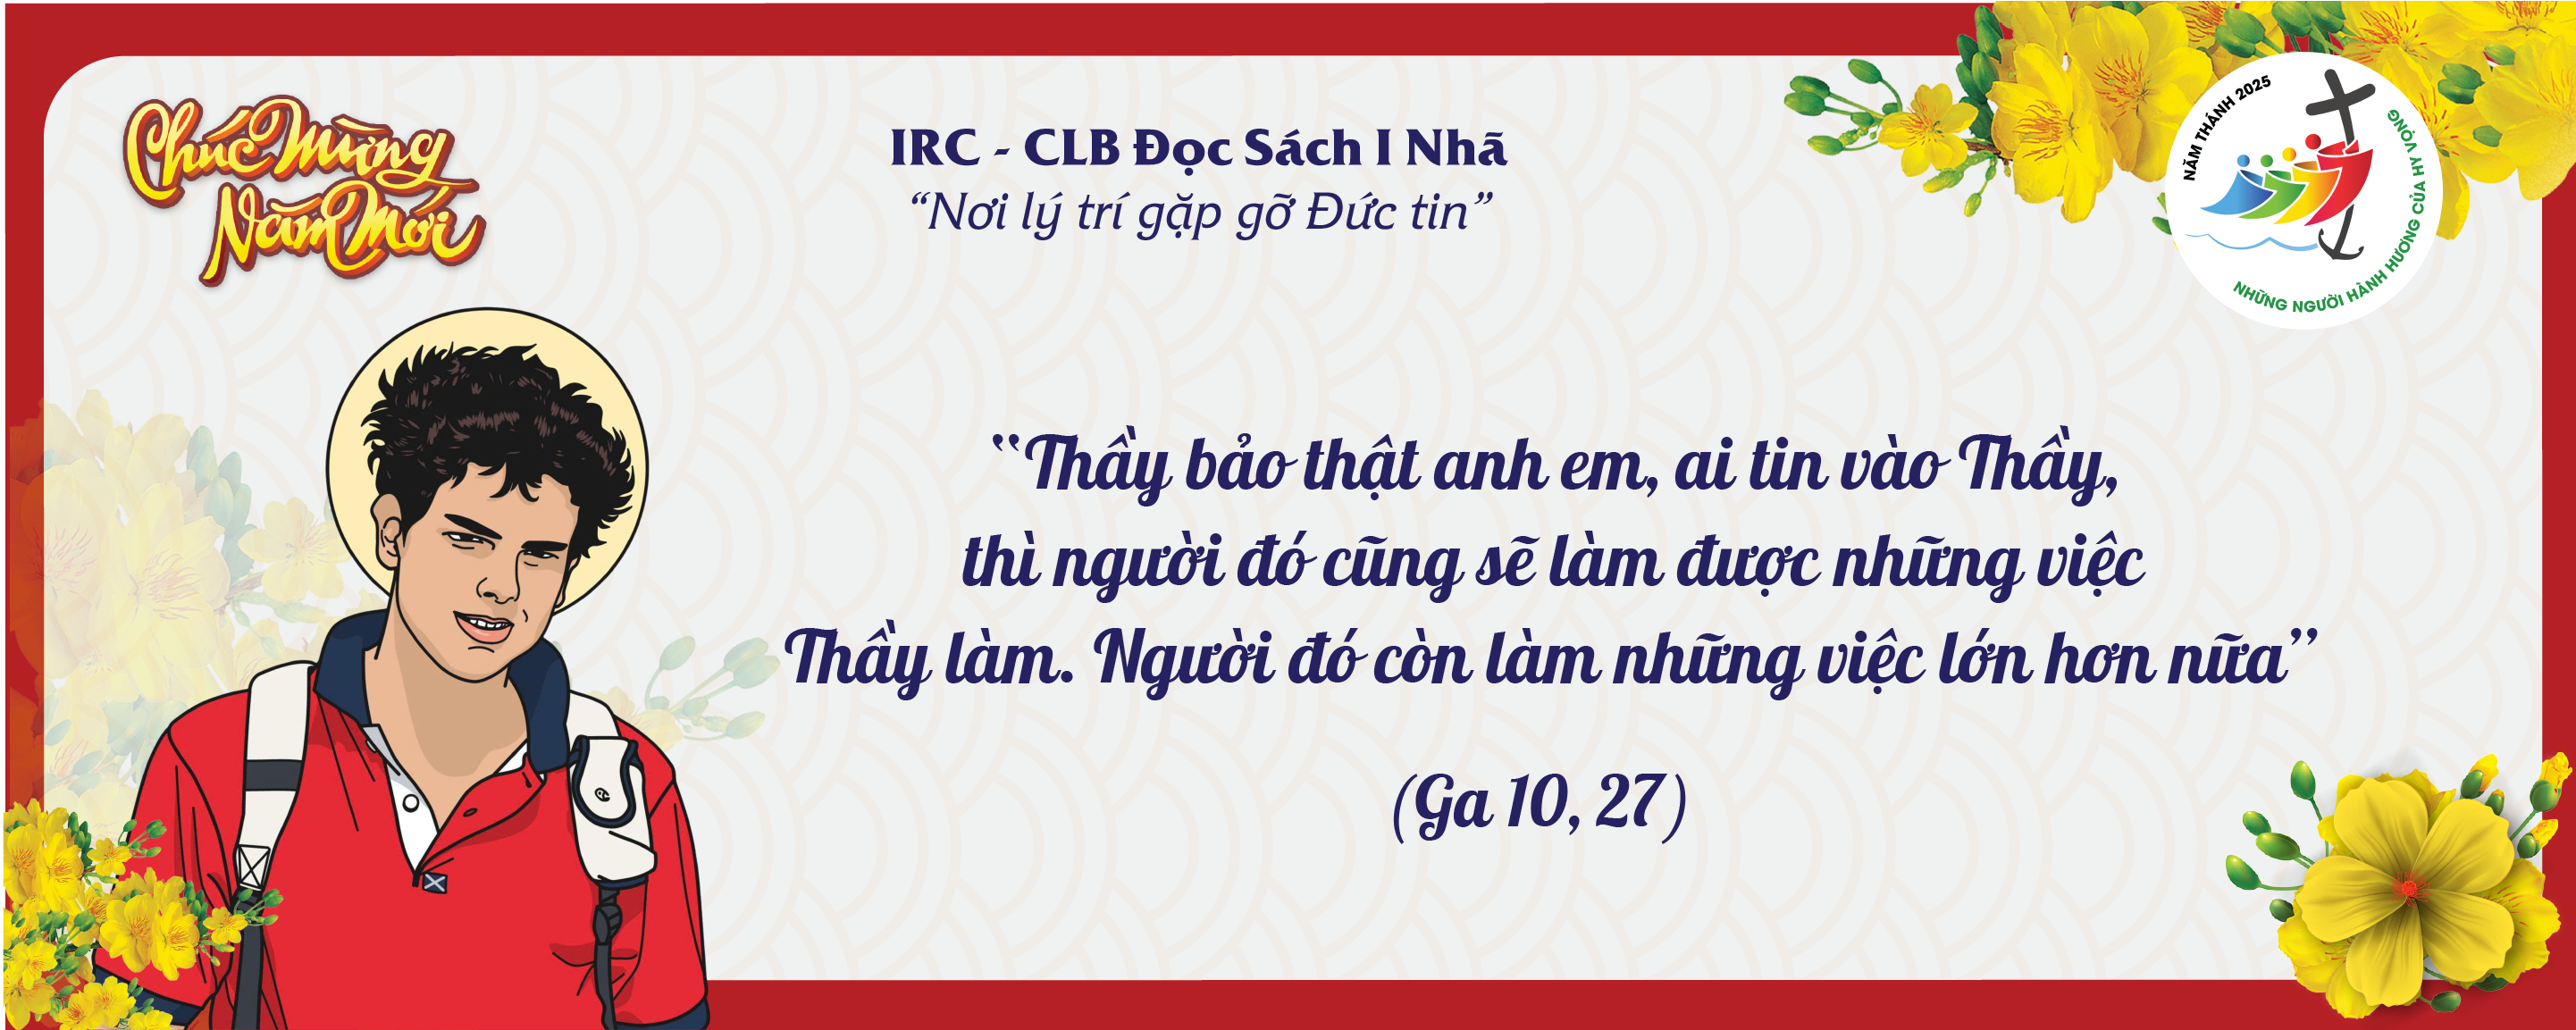 Chúc Mừng
Năm Mới
IRC - CLB Đọc Sách I Nhã
“Nơi lý trí gặp gỡ Đức tin”
NĂM THÁNH 2025
NHỮNG NGƯỜI HÀNH HƯƠNG CỦA HY VỌNG
“Thầy bảo thật anh em, ai tin vào Thầy,
thì người đó cũng sẽ làm được những việc
Thầy làm. Người đó còn làm những việc lớn hơn nữa”
(Ga 10, 27)